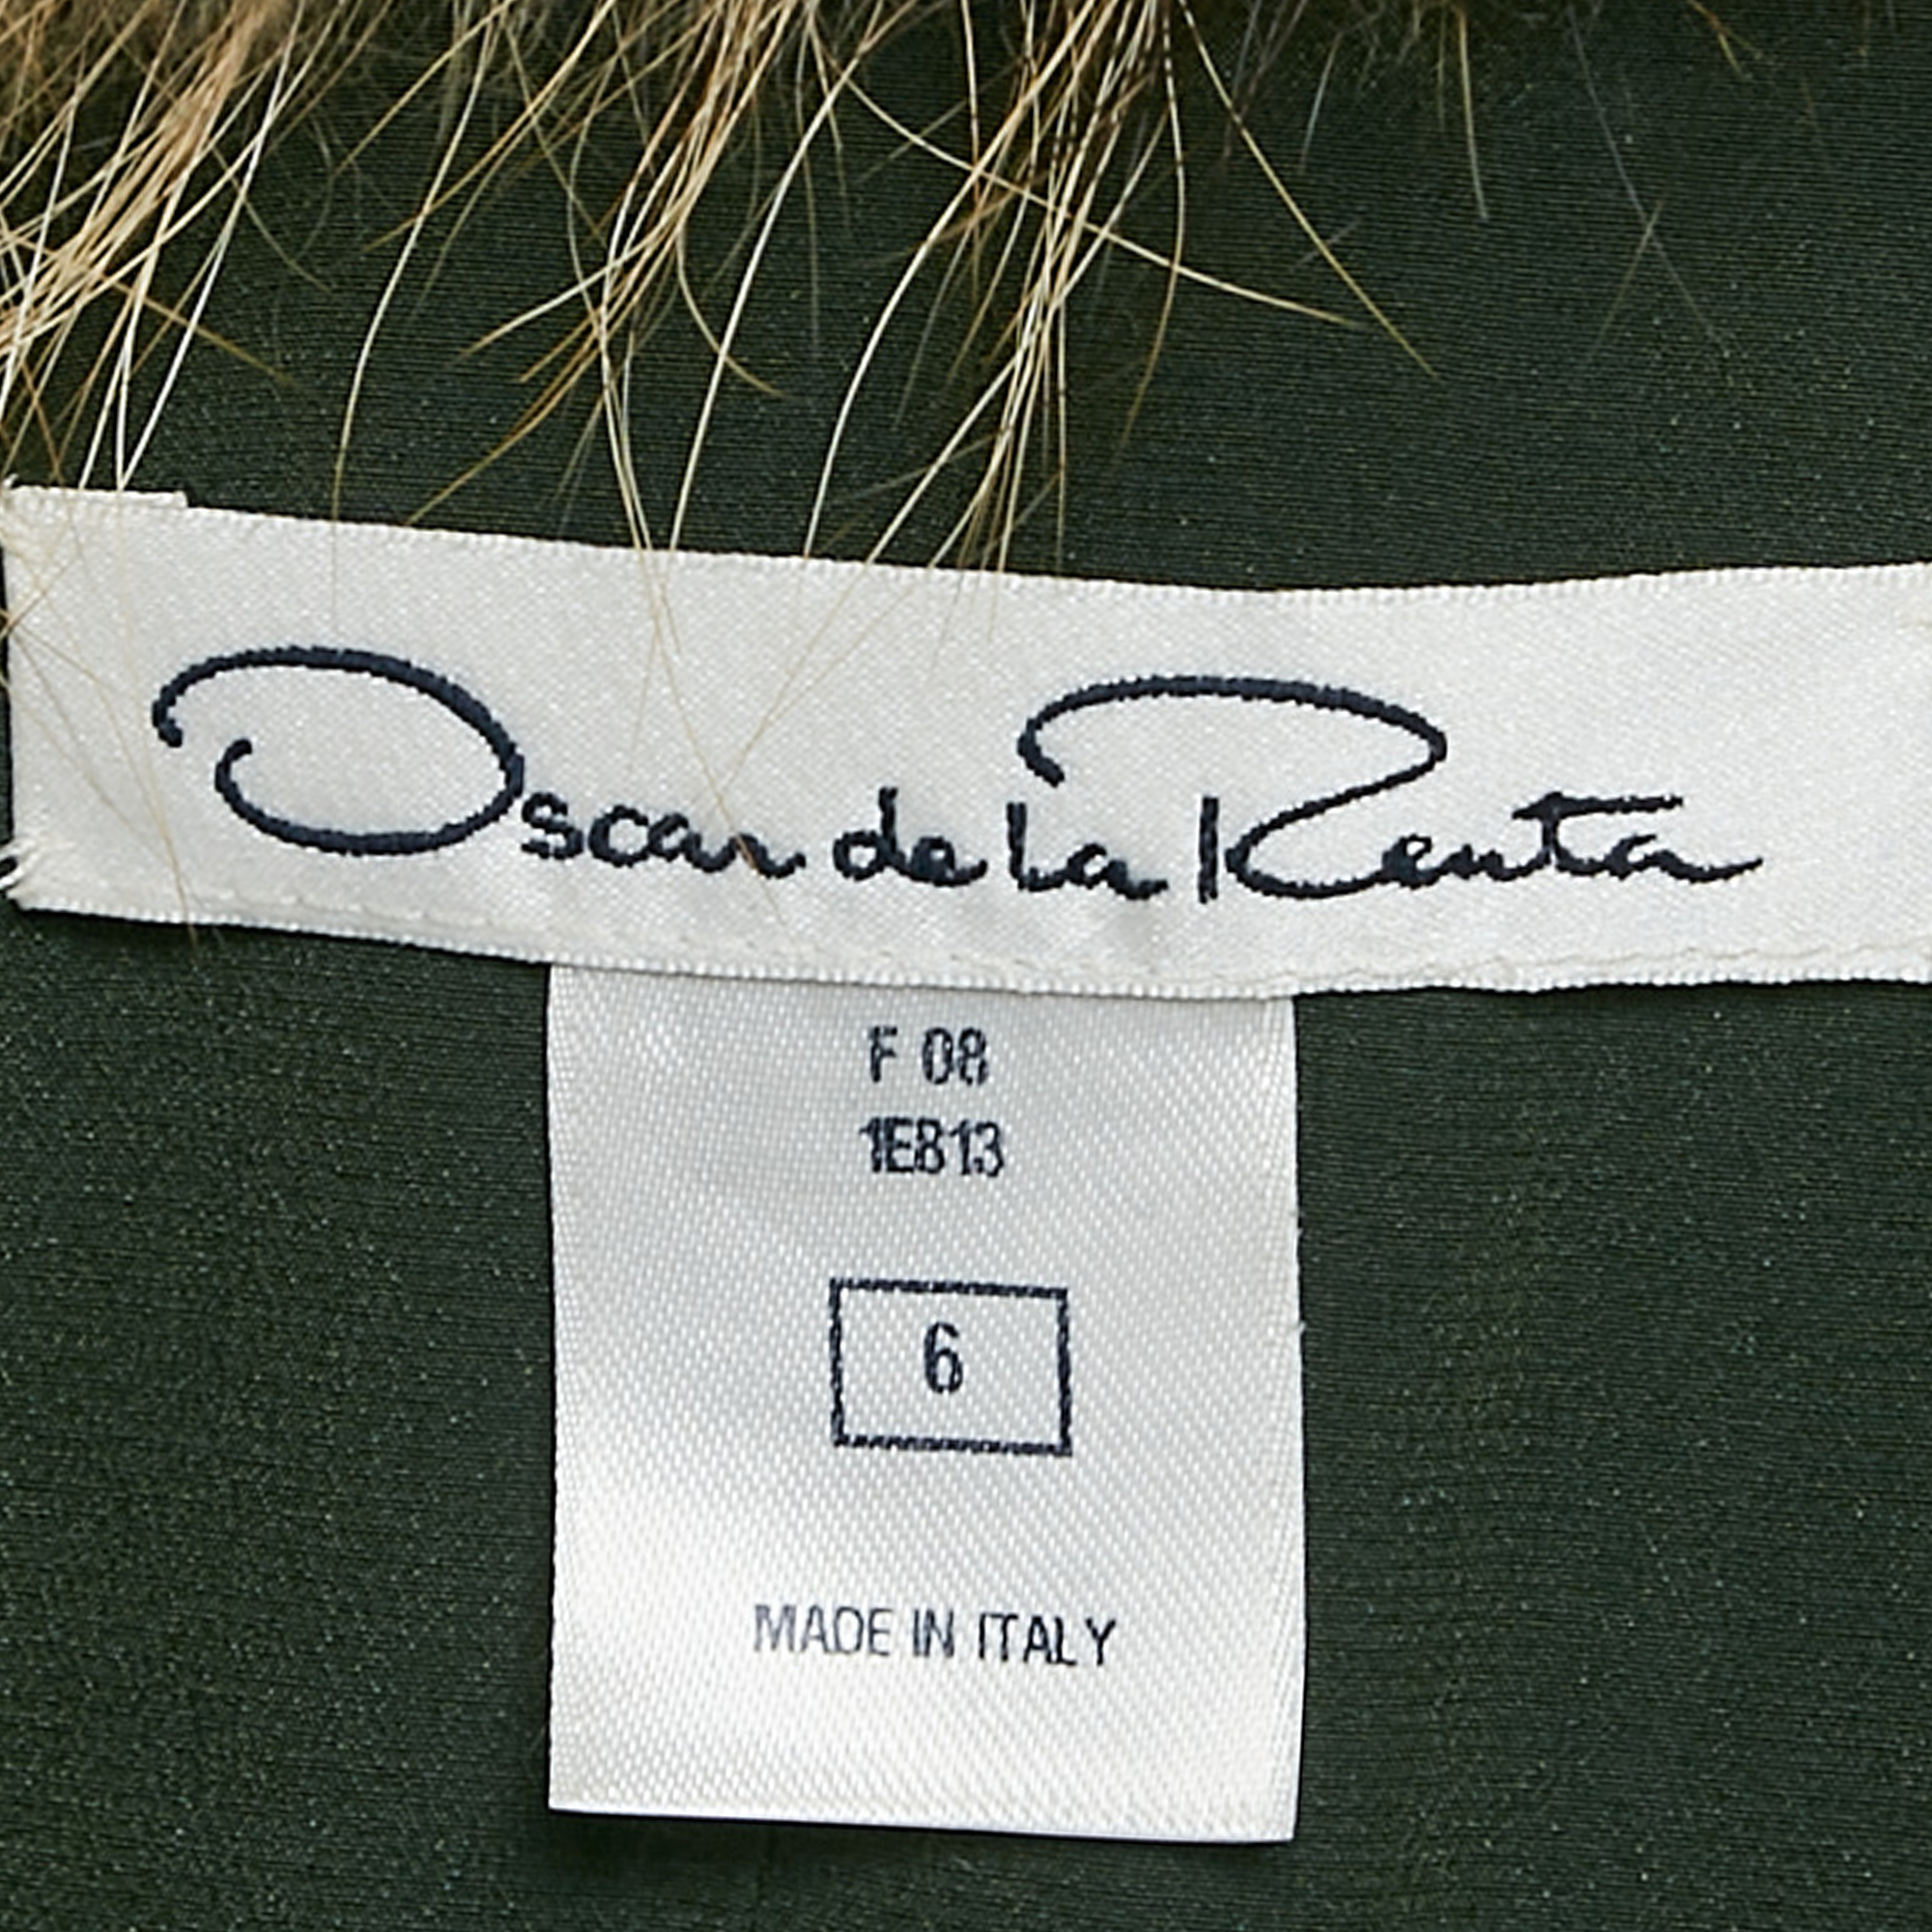 Oscar de la Renta
F 08
1E813
6
MADE IN ITALY